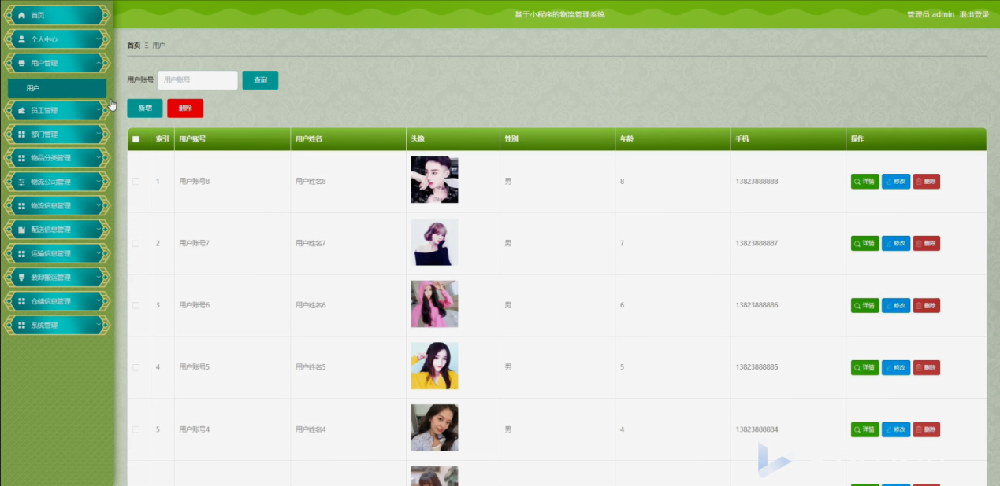 首页
个人中心
用户管理
用户
员工管理
部门管理
物品分类管理
物流公司管理
物流信息管理
配送信息管理
运输信息管理
装卸搬运管理
仓储信息管理
系统管理
基于小程序的物流管理系统
管理员 admin 退出登录
首页 Ξ 用户
用户账号 用户账号 查询
新增 删除
索引 用户账号 用户姓名 头像 性别 年龄 手机 操作
1 用户账号8 用户姓名8 男 8 13823888888 详情 修改 删除
2 用户账号7 用户姓名7 男 7 13823888887 详情 修改 删除
3 用户账号6 用户姓名6 男 6 13823888886 详情 修改 删除
4 用户账号5 用户姓名5 男 5 13823888885 详情 修改 删除
5 用户账号4 用户姓名4 男 4 13823888884 详情 修改 删除